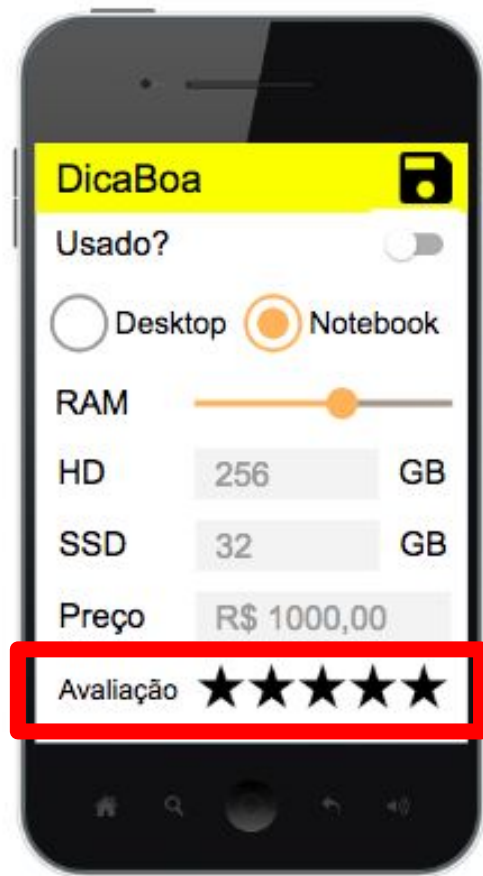 DicaBoa
Usado?
Desktop Notebook
RAM
HD 256 GB
SSD 32 GB
Preço R$ 1000,00
Avaliação